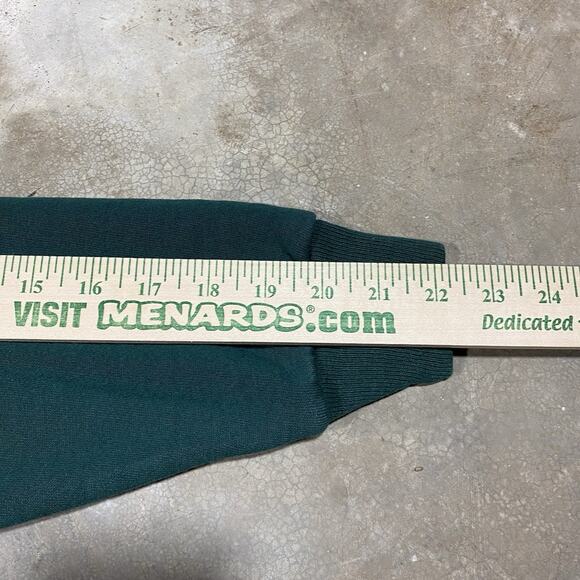 15 16 17 18 19 20 21 22 23 24
VISIT MENARDS®.com Dedicated